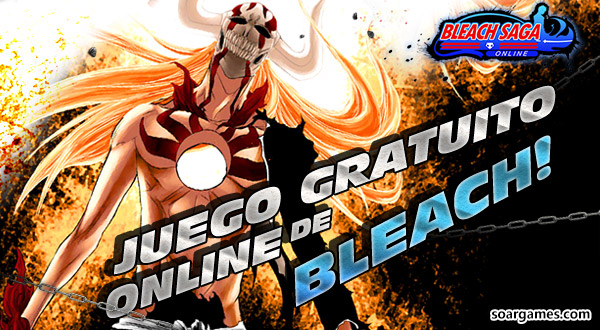 BLEACH SAGA
ONLINE
JUEGO GRATUITO
ONLINE DE
BLEACH!
soargames.com